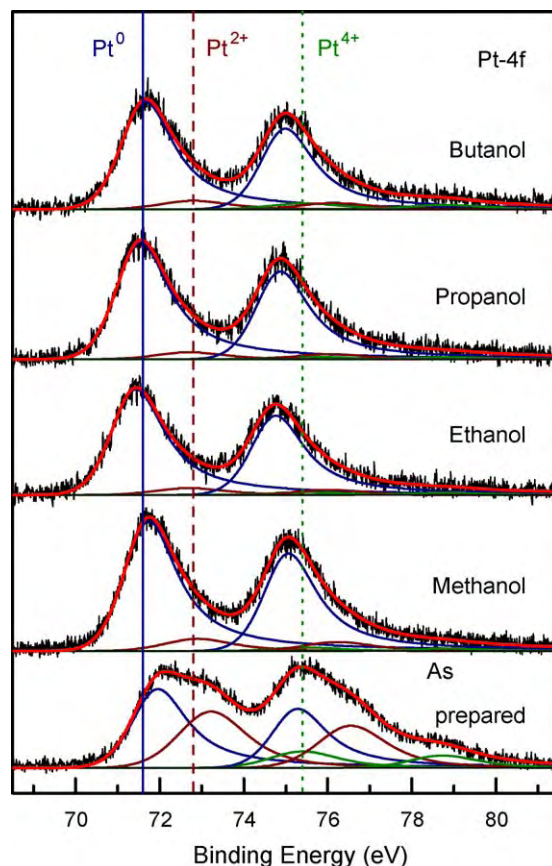 Pt⁰ Pt²⁺ Pt⁴⁺
Pt-4f
Butanol
Propanol
Ethanol
Methanol
As
prepared
70 72 74 76 78 80
Binding Energy (eV)